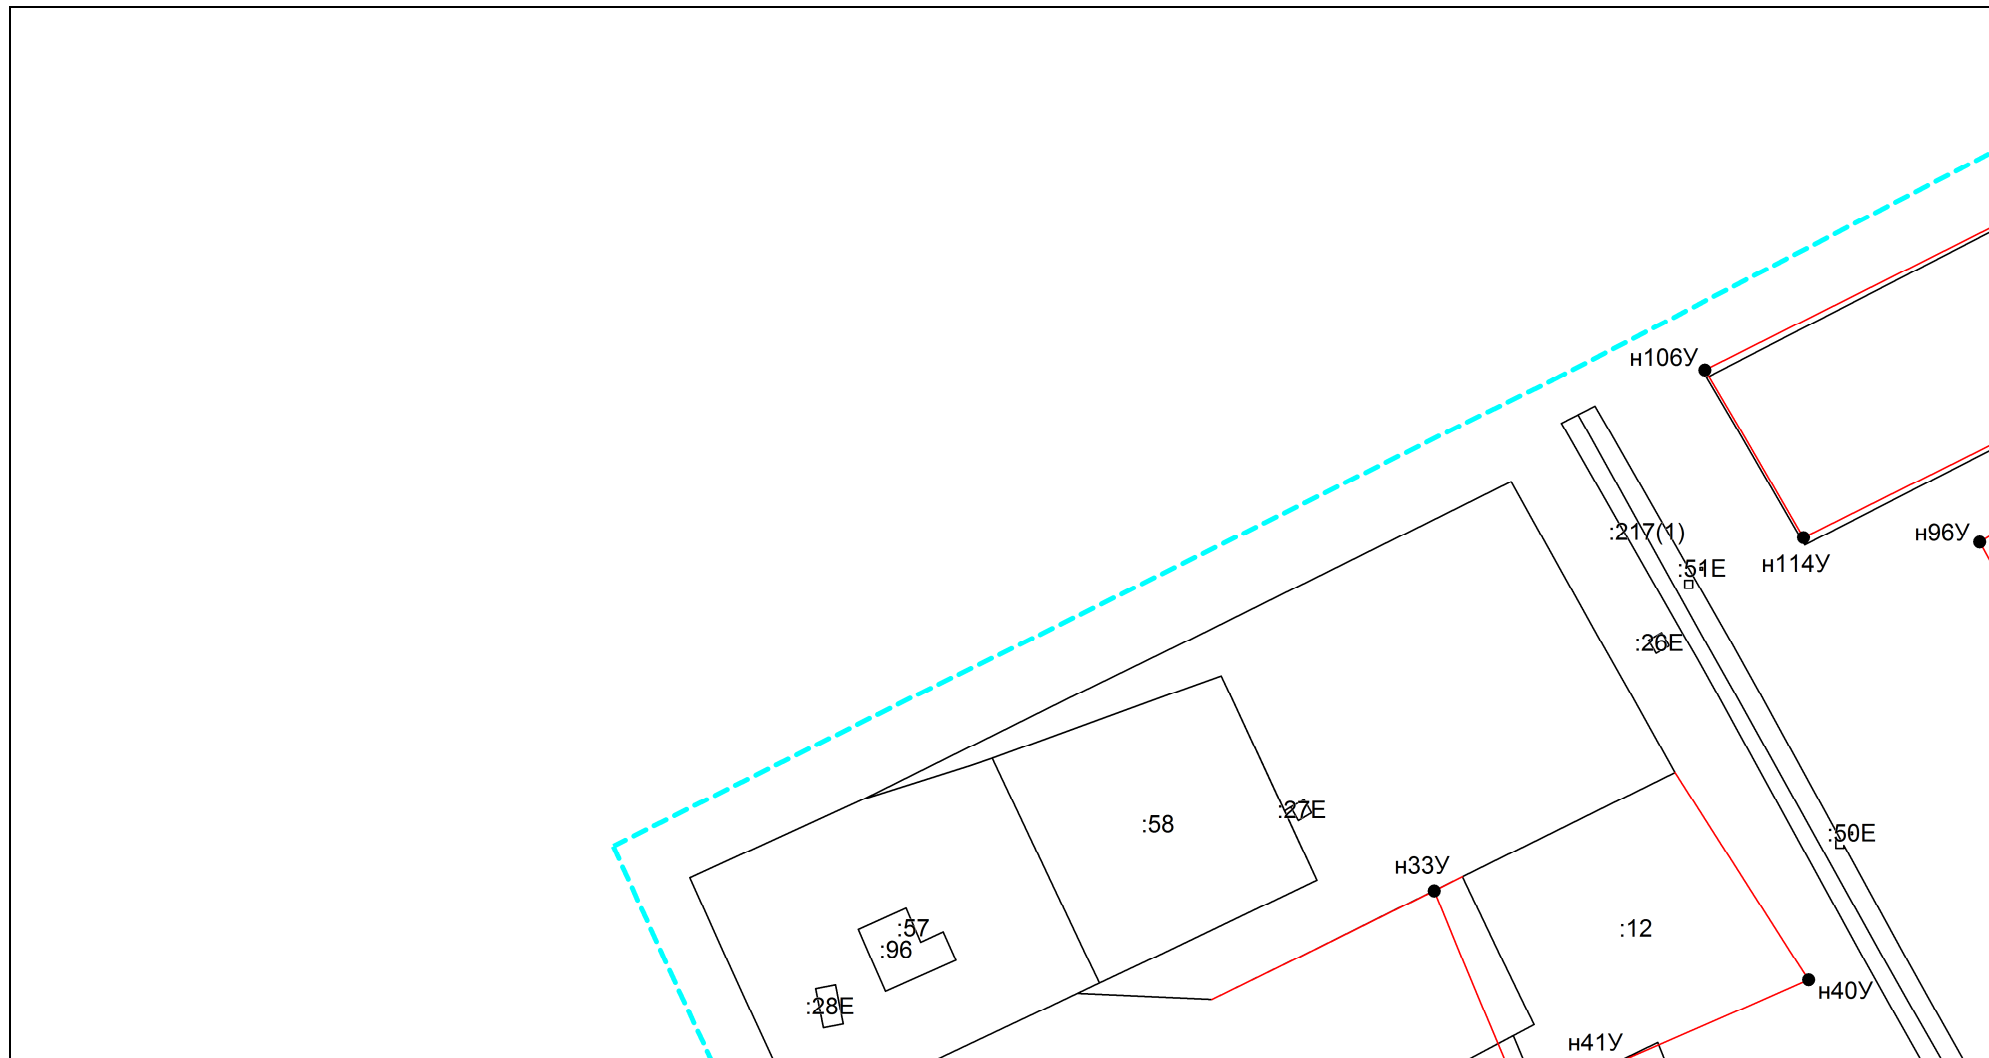 н106У
:217(1)
н96У
н114У
:51Е
:26Е
:27Е
:58
:50Е
н33У
:57
:12
:96
н40У
:28Е
н41У